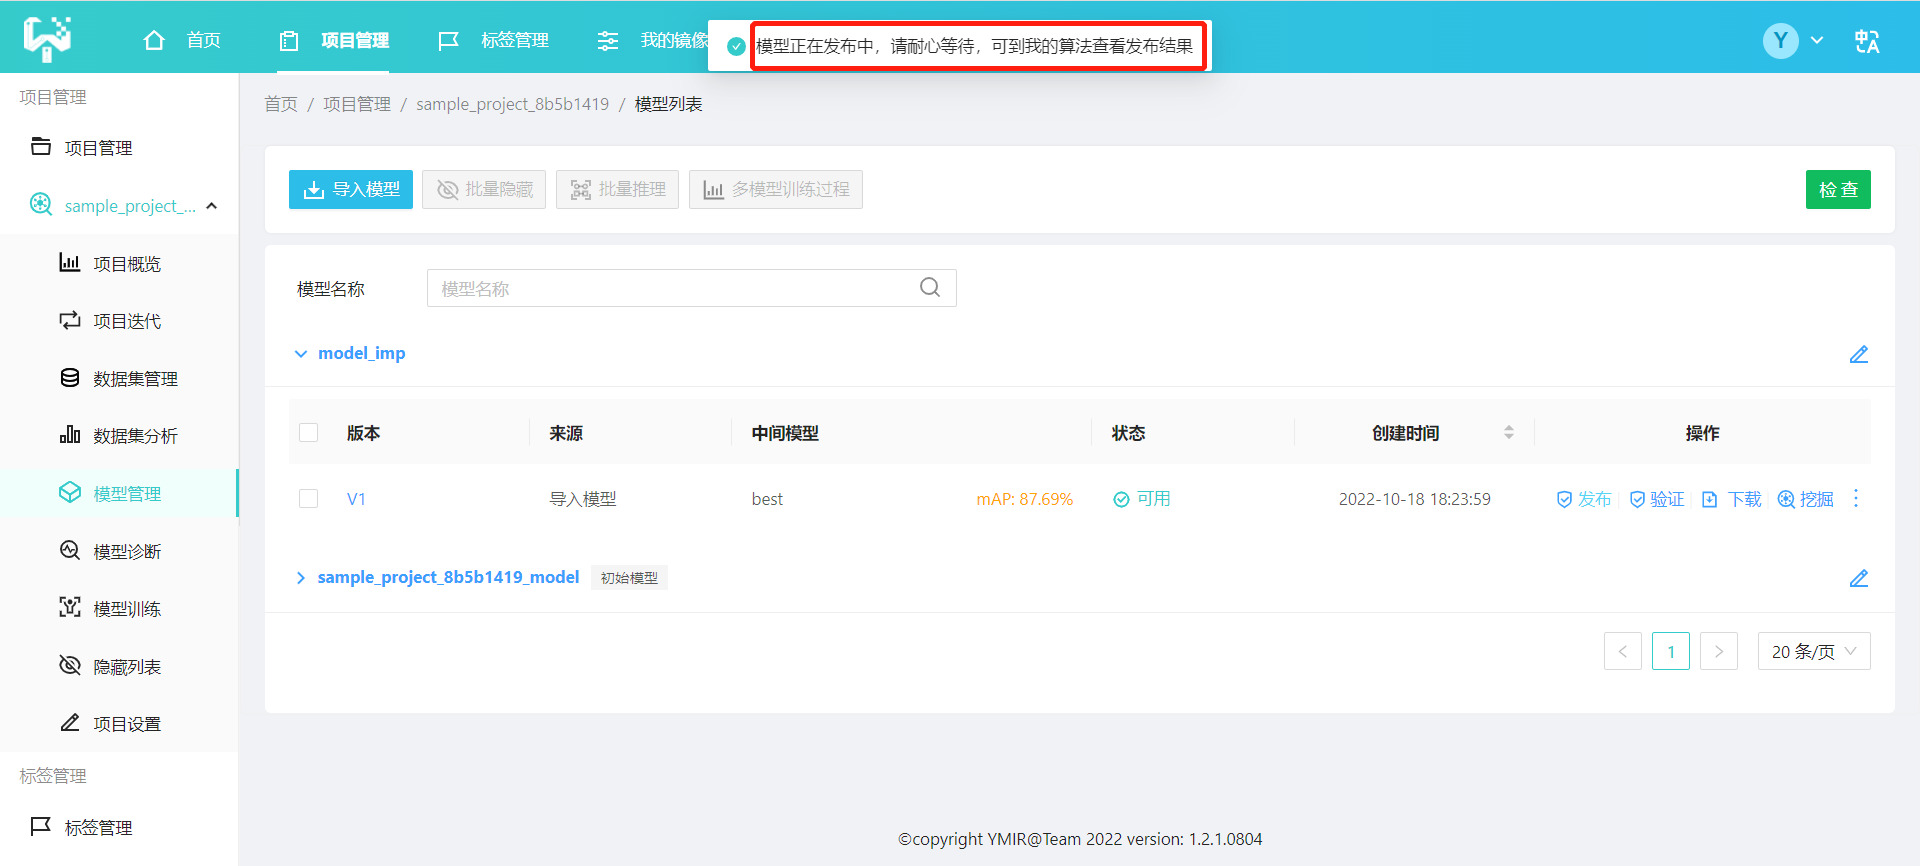 首页
项目管理
标签管理
我的镜像
模型正在发布中，请耐心等待，可到我的算法查看发布结果
Y
中A
项目管理
项目管理
sample_project_...
项目概览
项目迭代
数据集管理
数据集分析
模型管理
模型诊断
模型训练
隐藏列表
项目设置
标签管理
标签管理
首页 / 项目管理 / sample_project_8b5b1419 / 模型列表
导入模型
批量隐藏
批量推理
多模型训练过程
检 查
模型名称
模型名称
model_imp
版本 来源 中间模型 状态 创建时间 操作
V1 导入模型 best mAP: 87.69% 可用 2022-10-18 18:23:59 发布 验证 下载 挖掘
sample_project_8b5b1419_model 初始模型
< 1 > 20 条/页
©copyright YMIR@Team 2022 version: 1.2.1.0804